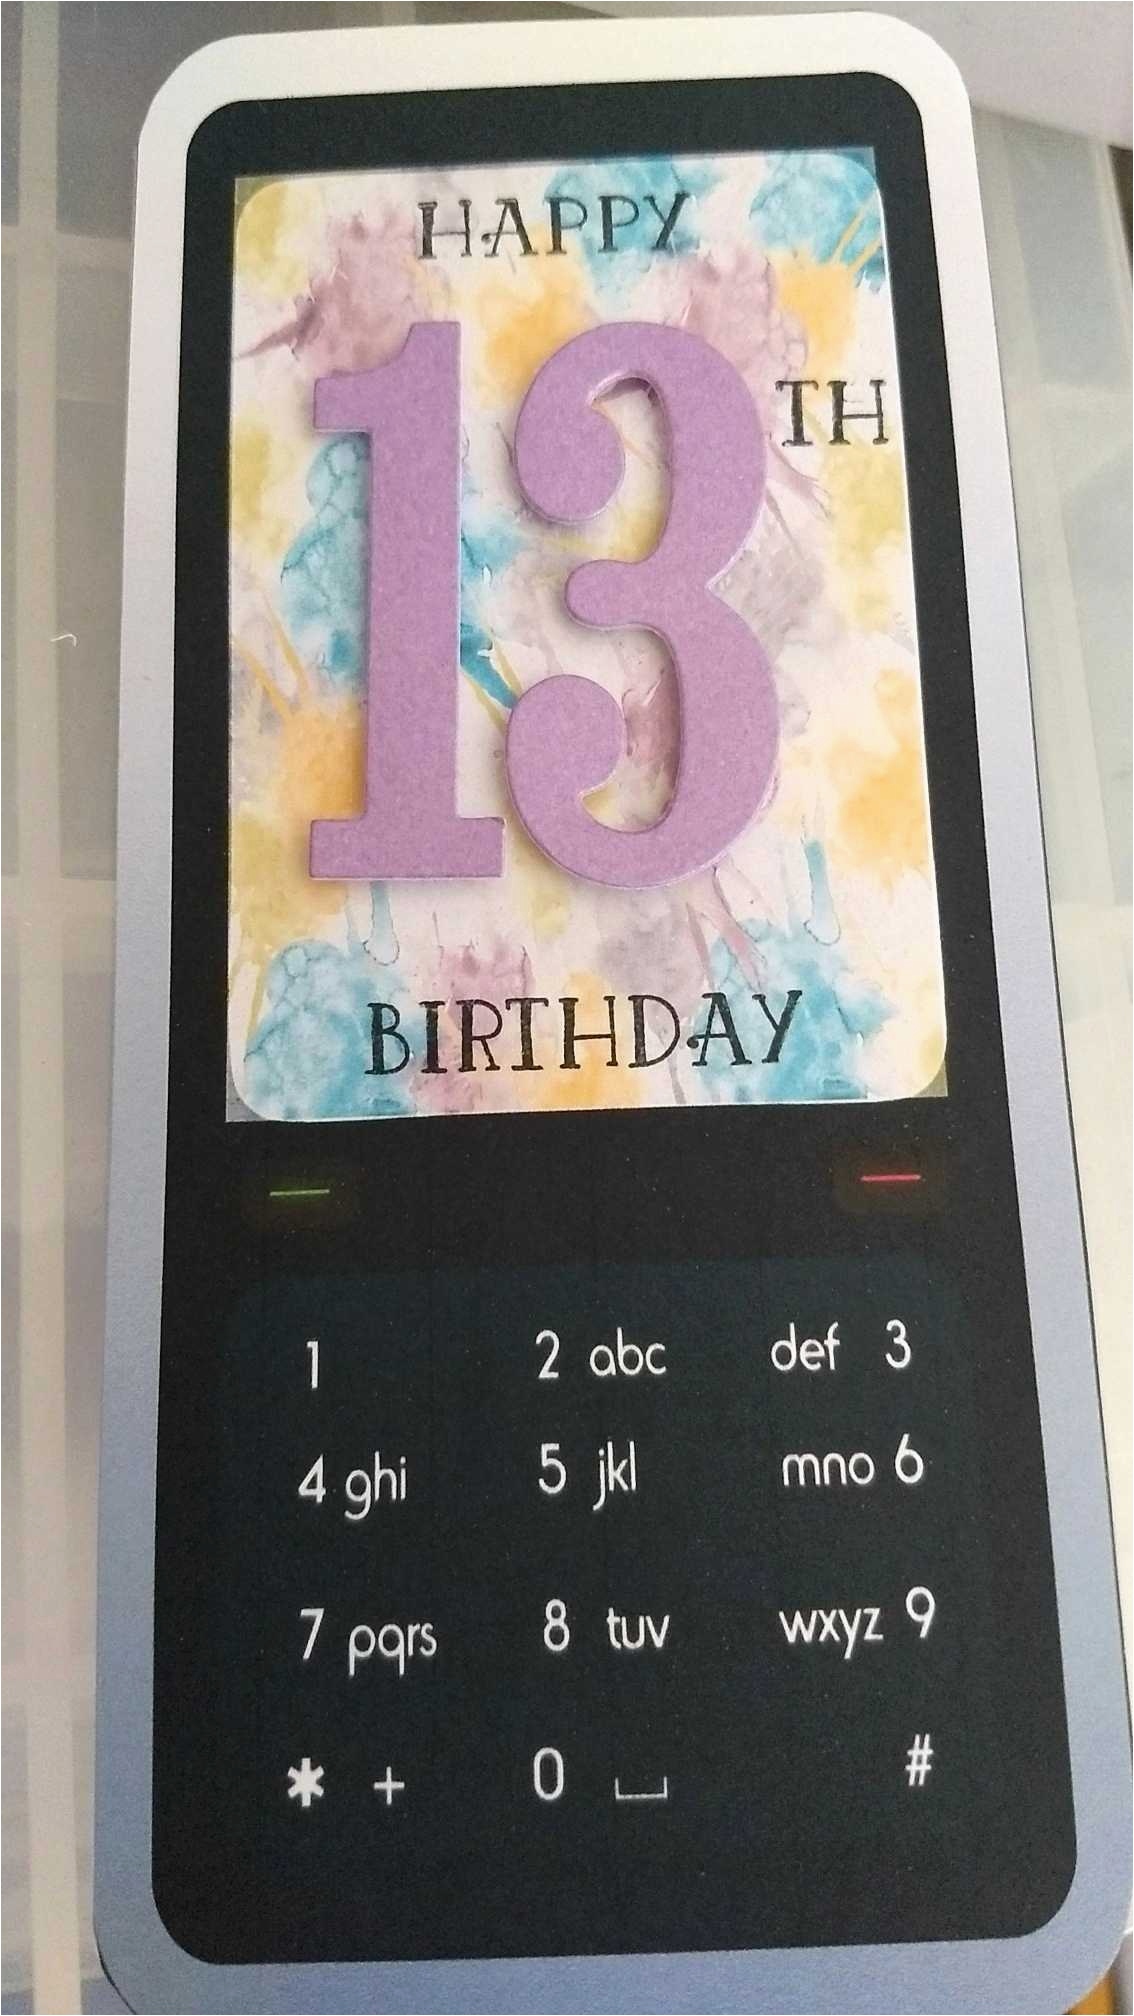 HAPPY
13TH
BIRTHDAY
1 2 abc def 3
4 ghi 5 jkl mno 6
7 pqrs 8 tuv wxyz 9
* + 0 ⎵ #